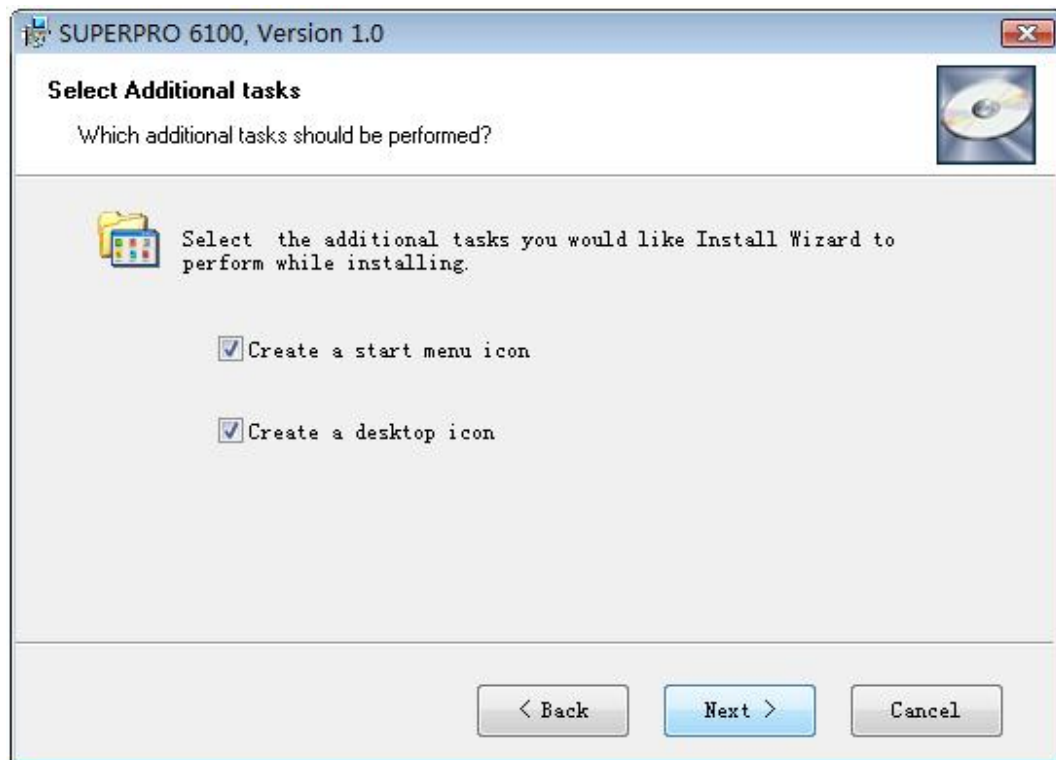 SUPERPRO 6100, Version 1.0
Select Additional tasks
Which additional tasks should be performed?
Select  the additional tasks you would like Install Wizard to
perform while installing.
Create a start menu icon
Create a desktop icon
< Back
Next >
Cancel